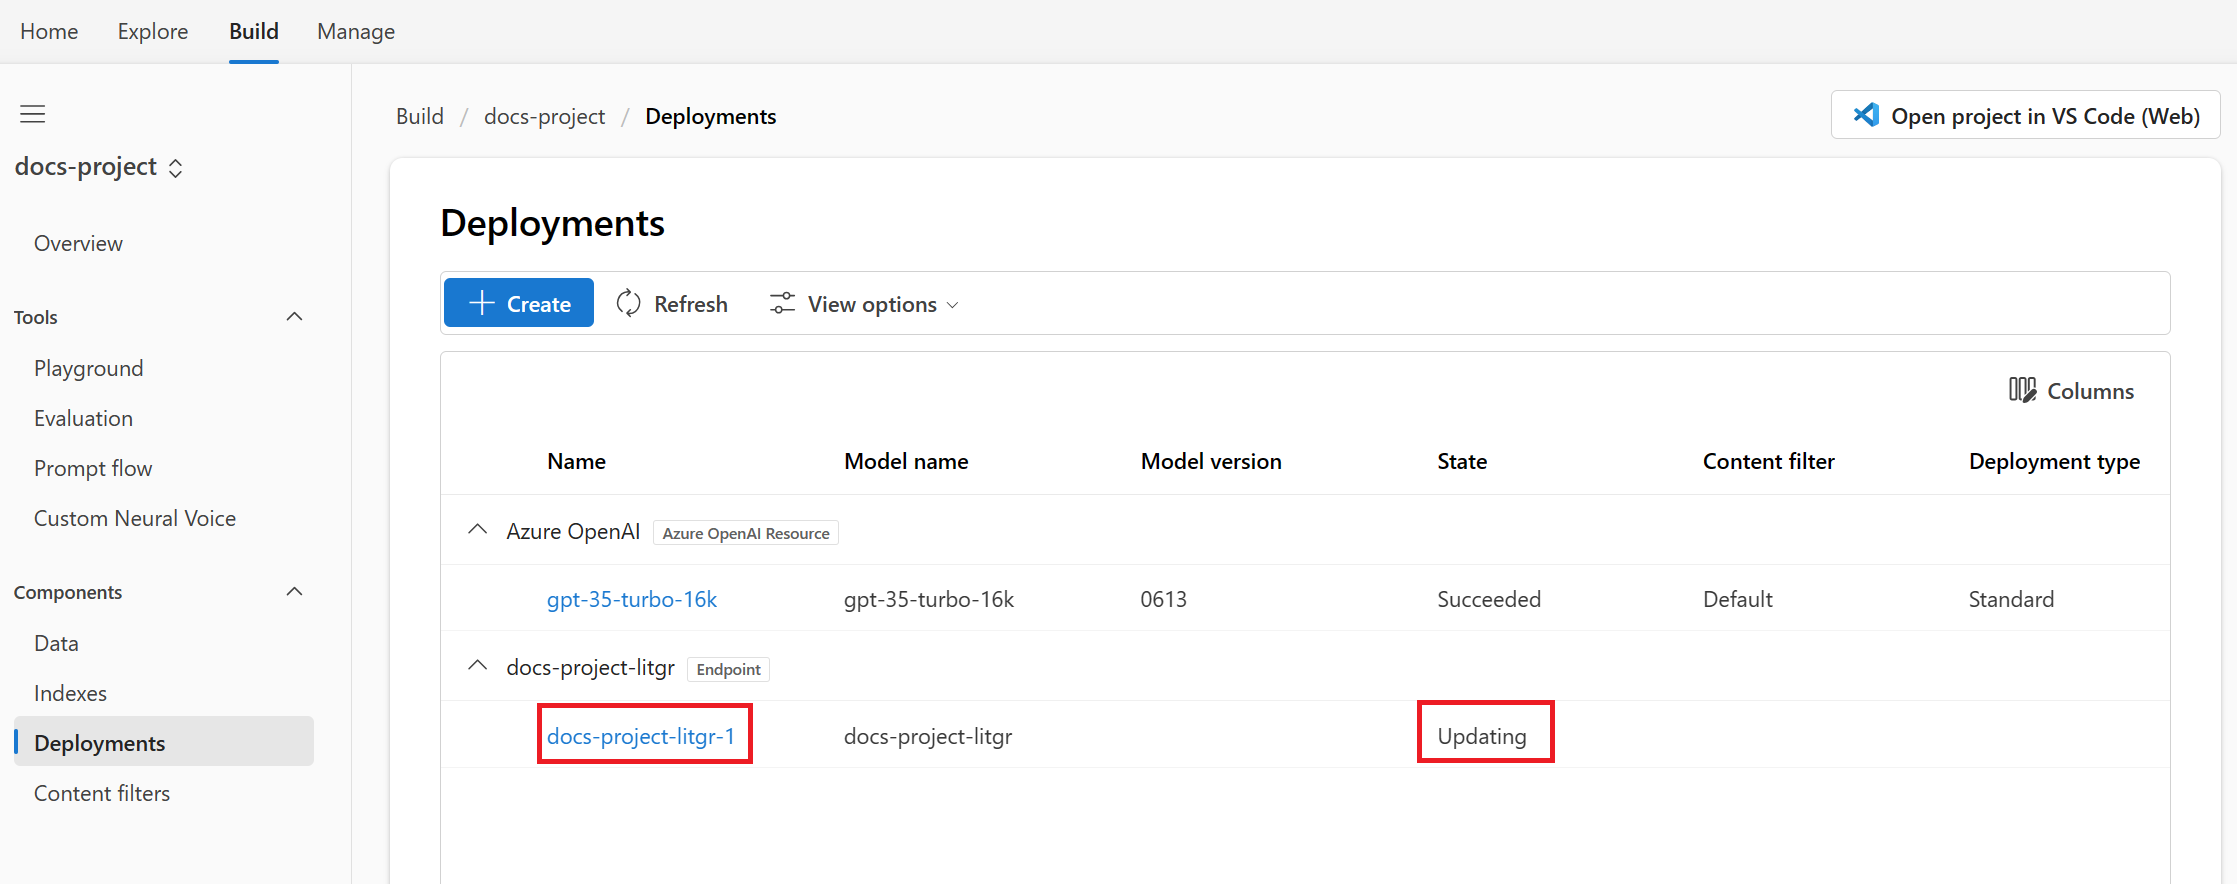 Home Explore Build Manage
docs-project
Overview
Tools
Playground
Evaluation
Prompt flow
Custom Neural Voice
Components
Data
Indexes
Deployments
Content filters
Build / docs-project / Deployments
Open project in VS Code (Web)
Deployments
Create Refresh View options
Columns
Name Model name Model version State Content filter Deployment type
Azure OpenAI Azure OpenAI Resource
gpt-35-turbo-16k gpt-35-turbo-16k 0613 Succeeded Default Standard
docs-project-litgr Endpoint
docs-project-litgr-1 docs-project-litgr Updating